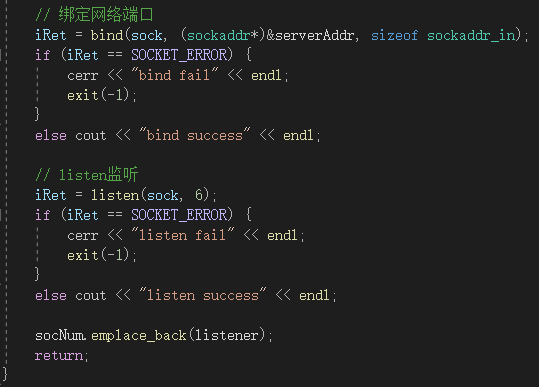 // 绑定网络端口
iRet = bind(sock, (sockaddr*)&serverAddr, sizeof sockaddr_in);
if (iRet == SOCKET_ERROR) {
cerr << "bind fail" << endl;
exit(-1);
}
else cout << "bind success" << endl;
// listen监听
iRet = listen(sock, 6);
if (iRet == SOCKET_ERROR) {
cerr << "listen fail" << endl;
exit(-1);
}
else cout << "listen success" << endl;
socNum.emplace_back(listener);
return;
}